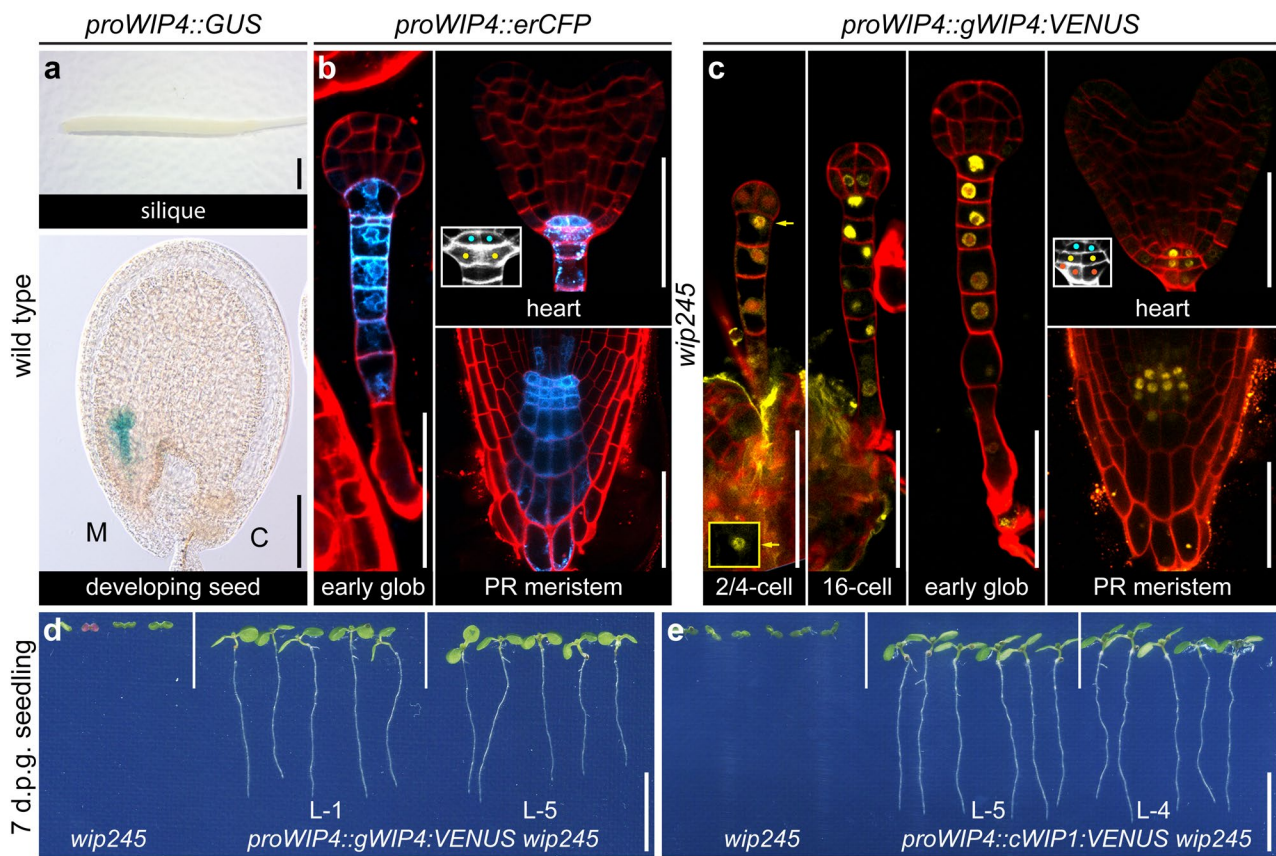 proWIP4::GUS
proWIP4::erCFP
proWIP4::gWIP4:VENUS
wild type
a
silique
M
C
developing seed
b
early glob
heart
PR meristem
wip245
c
2/4-cell
16-cell
early glob
heart
PR meristem
7 d.p.g. seedling
d
L-1
L-5
wip245
proWIP4::gWIP4:VENUS wip245
e
L-5
L-4
wip245
proWIP4::cWIP1:VENUS wip245